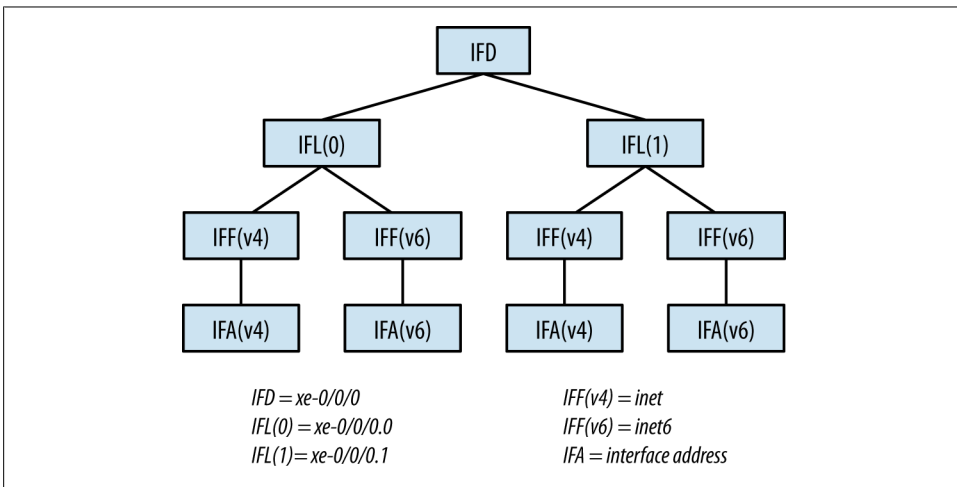 IFD
IFL(0) IFL(1)
IFF(v4) IFF(v6) IFF(v4) IFF(v6)
IFA(v4) IFA(v6) IFA(v4) IFA(v6)
IFD = xe-0/0/0
IFL(0) = xe-0/0/0.0
IFL(1)= xe-0/0/0.1
IFF(v4) = inet
IFF(v6) = inet6
IFA = interface address